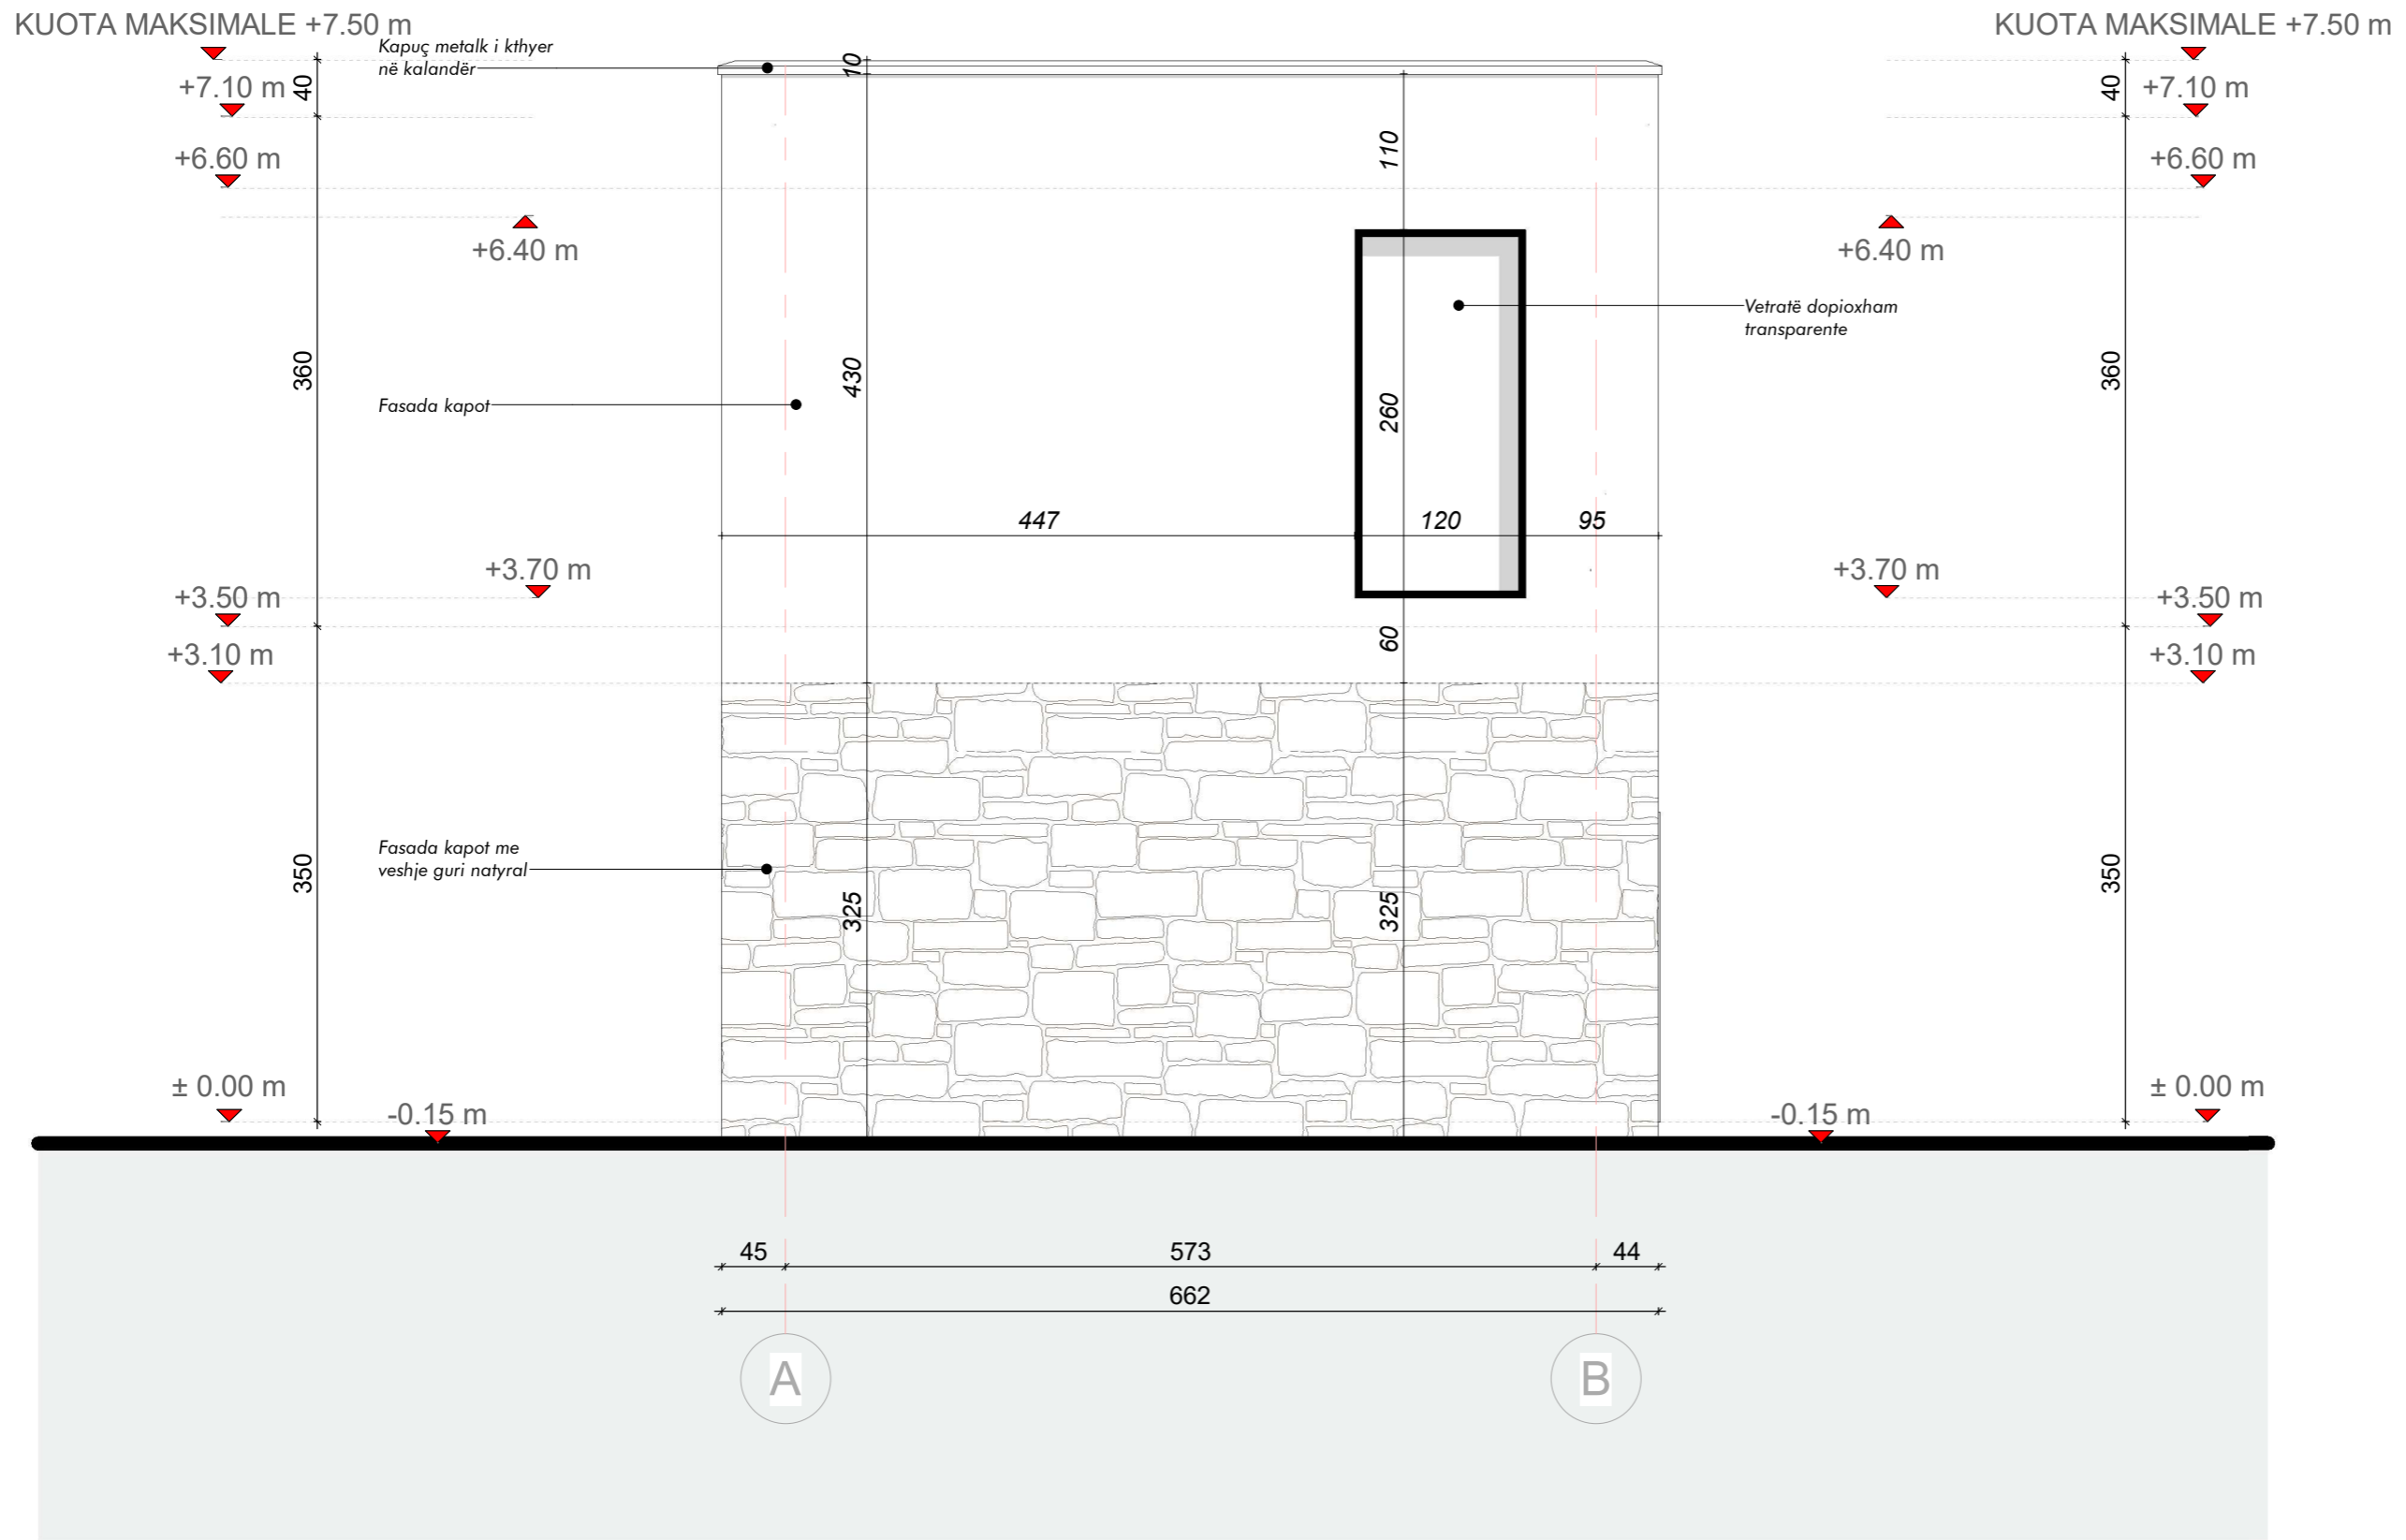 KUOTA MAKSIMALE +7.50 m
KUOTA MAKSIMALE +7.50 m
Kapuç metalk i kthyer
në kalandër
10
+7.10 m
40
40
+7.10 m
110
+6.60 m
+6.60 m
+6.40 m
+6.40 m
Vetratë dopioxham
transparente
360
430
360
Fasada kapot
260
447
120
95
+3.70 m
+3.70 m
+3.50 m
+3.50 m
60
+3.10 m
+3.10 m
Fasada kapot me
veshje guri natyral
350
350
325
325
± 0.00 m
± 0.00 m
-0.15 m
-0.15 m
45
573
44
662
A
B